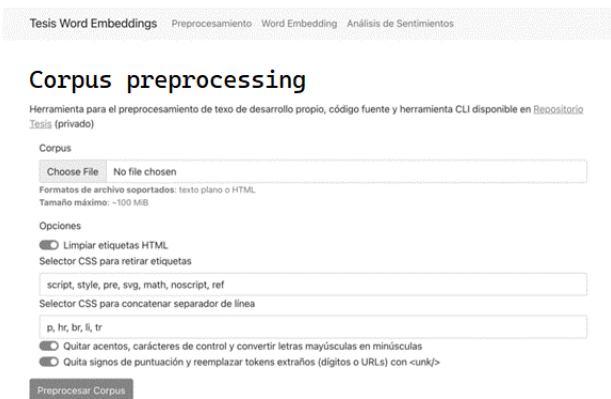 Tesis Word Embeddings Preprocesamiento Word Embedding Análisis de Sentimientos
Corpus preprocessing
Herramienta para el preprocesamiento de texo de desarrollo propio, código fuente y herramienta CLI disponible en Repositorio
Tesis (privado)
Corpus
Choose File No file chosen
Formatos de archivo soportados: texto plano o HTML
Tamaño máximo: ~100 MiB
Opciones
Limpiar etiquetas HTML
Selector CSS para retirar etiquetas
script, style, pre, svg, math, noscript, ref
Selector CSS para concatenar separador de línea
p, hr, br, li, tr
Quitar acentos, carácteres de control y convertir letras mayúsculas en minúsculas
Quita signos de puntuación y reemplazar tokens extraños (dígitos o URLs) con <unk/>
Preprocesar Corpus